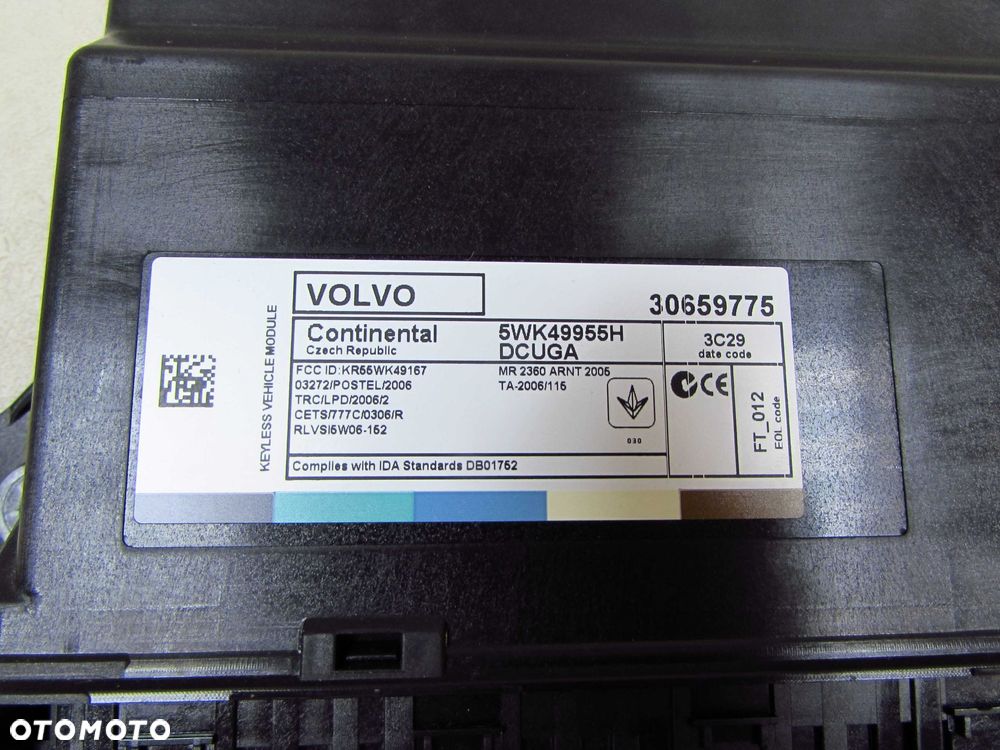 VOLVO
30659775
KEYLESS VEHICLE MODULE
Continental
Czech Republic
5WK49955H
DCUGA
3C29
date code
FCC ID:KR55WK49167
03272/POSTEL/2006
TRC/LPD/2006/2
CETS/777C/0306/R
RLVSI5W06-152
MR 2360 ARNT 2005
TA-2006/115
030
CE
FT_012
EOL code
Complies with IDA Standards DB01752
OTOMOTO